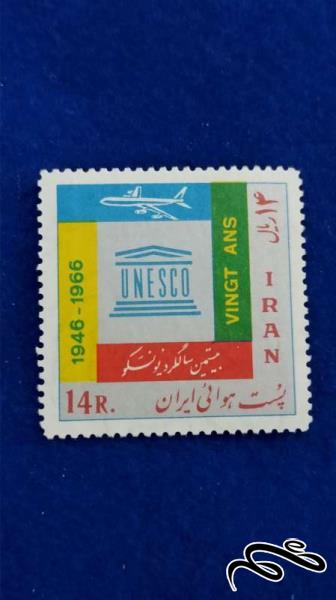 ۱۴ ریال
1946-1966
UNESCO
VINGT ANS
IRAN
بیستمین سالگرد یونسکو
14R.
پست هوائی ایران